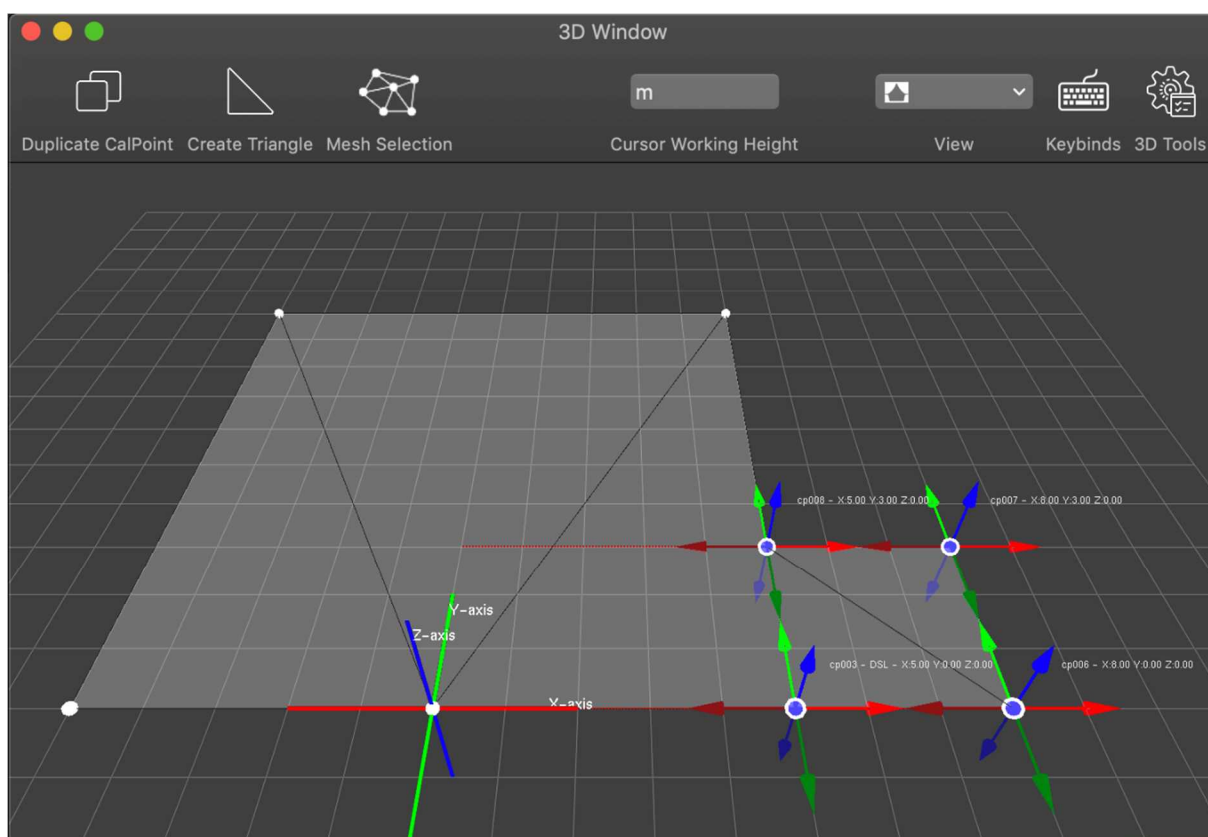 3D Window
m
Duplicate CalPoint Create Triangle Mesh Selection Cursor Working Height View Keybinds 3D Tools
cp008 - X:5.00 Y:3.00 Z:0.00 cp007 - X:8.00 Y:3.00 Z:0.00
Y-axis
Z-axis
cp003 - DSL - X:5.00 Y:0.00 Z:0.00 cp006 - X:8.00 Y:0.00 Z:0.00
X-axis